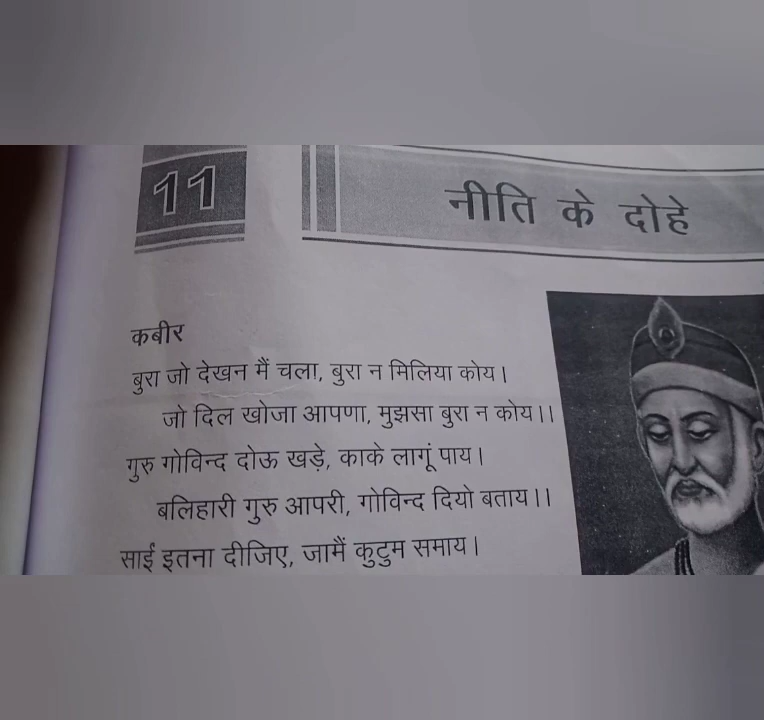 11
नीति के दोहे
कबीर
बुरा जो देखन मैं चला, बुरा न मिलिया कोय।
जो दिल खोजा आपणा, मुझसा बुरा न कोय।।
गुरु गोविन्द दोऊ खड़े, काके लागूं पाय।
बलिहारी गुरु आपरी, गोविन्द दियो बताय।।
साईं इतना दीजिए, जामैं कुटुम समाय।